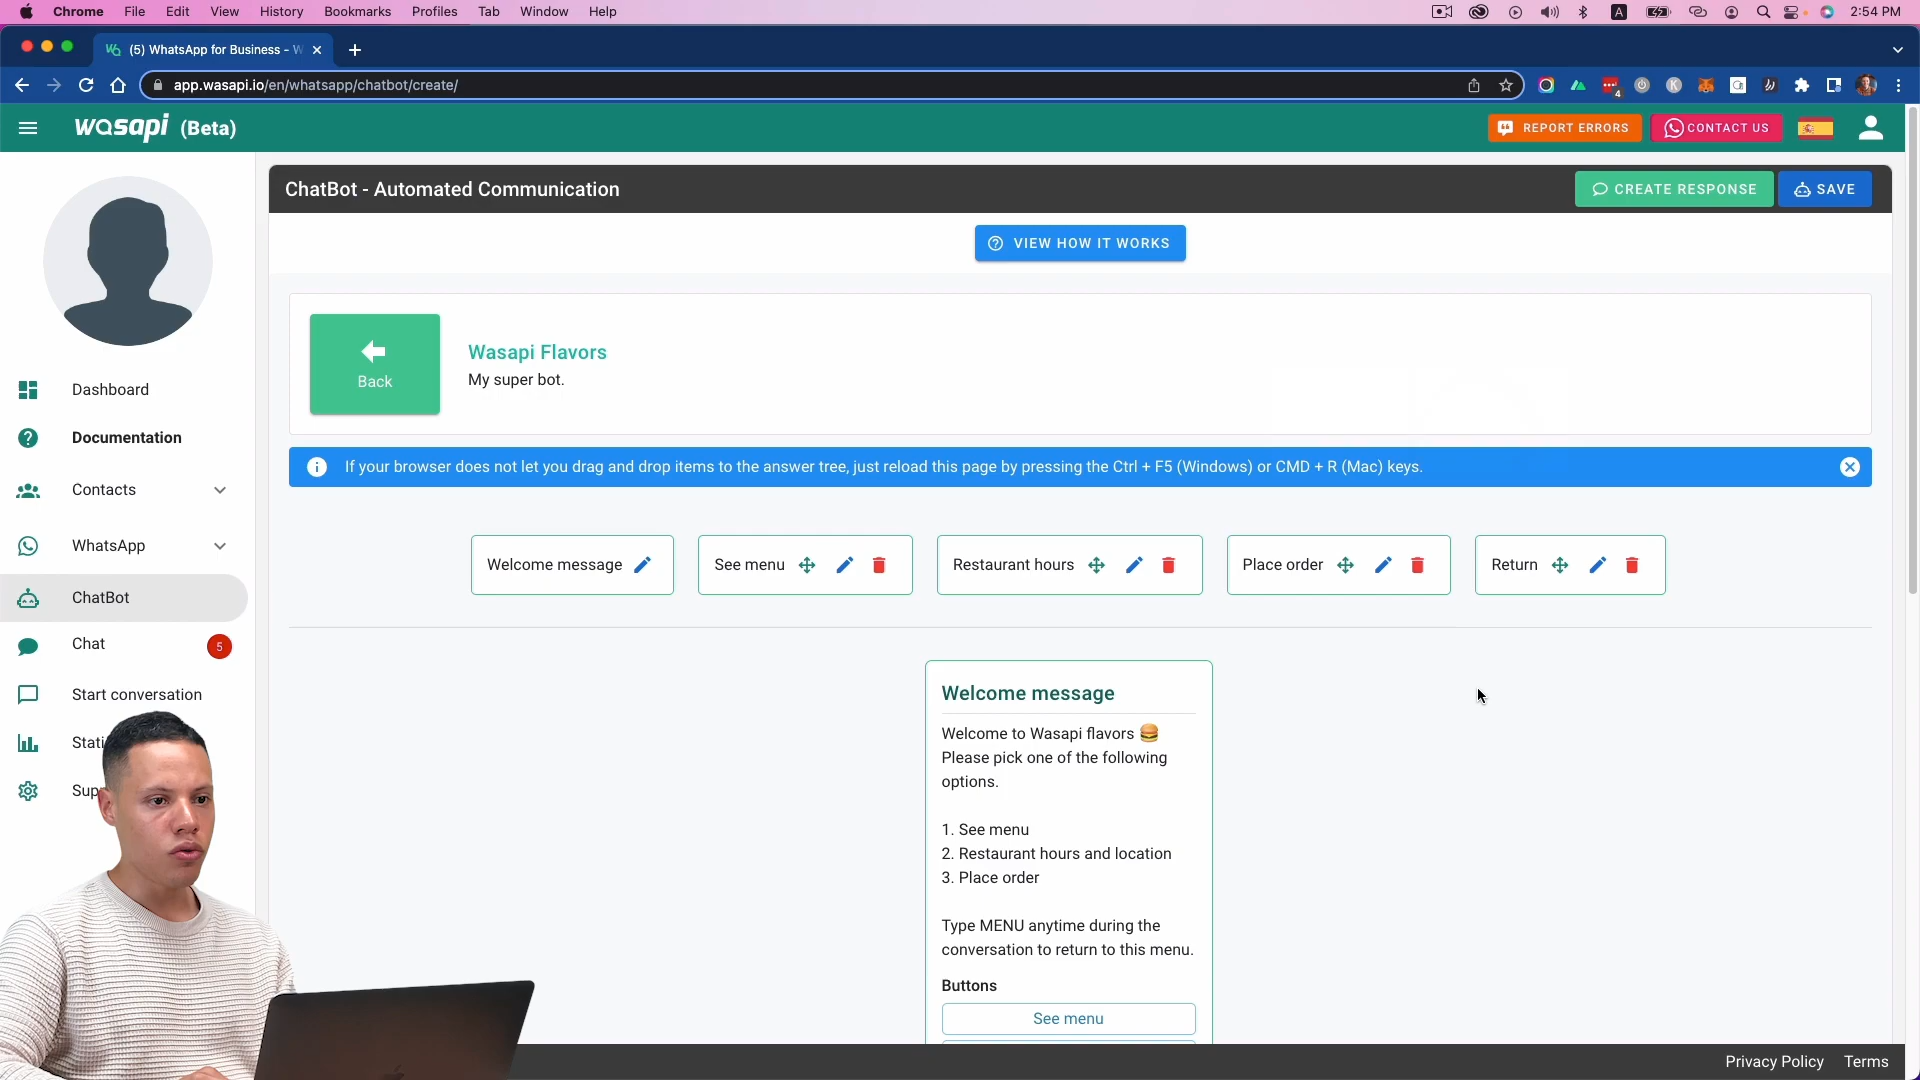 Chrome File Edit View History Bookmarks Profiles Tab Window Help A 2:54 PM
(5) WhatsApp for Business - W
app.wasapi.io/en/whatsapp/chatbot/create/
4
wasapi (Beta)
REPORT ERRORS
CONTACT US
ChatBot - Automated Communication
CREATE RESPONSE
SAVE
VIEW HOW IT WORKS
Back
Wasapi Flavors
My super bot.
Dashboard
Documentation
Contacts
WhatsApp
ChatBot
Chat 5
Start conversation
Stati
Sup
If your browser does not let you drag and drop items to the answer tree, just reload this page by pressing the Ctrl + F5 (Windows) or CMD + R (Mac) keys.
Welcome message
See menu
Restaurant hours
Place order
Return
Welcome message
Welcome to Wasapi flavors 🍔
Please pick one of the following
options.
1. See menu
2. Restaurant hours and location
3. Place order
Type MENU anytime during the
conversation to return to this menu.
Buttons
See menu
Privacy Policy Terms